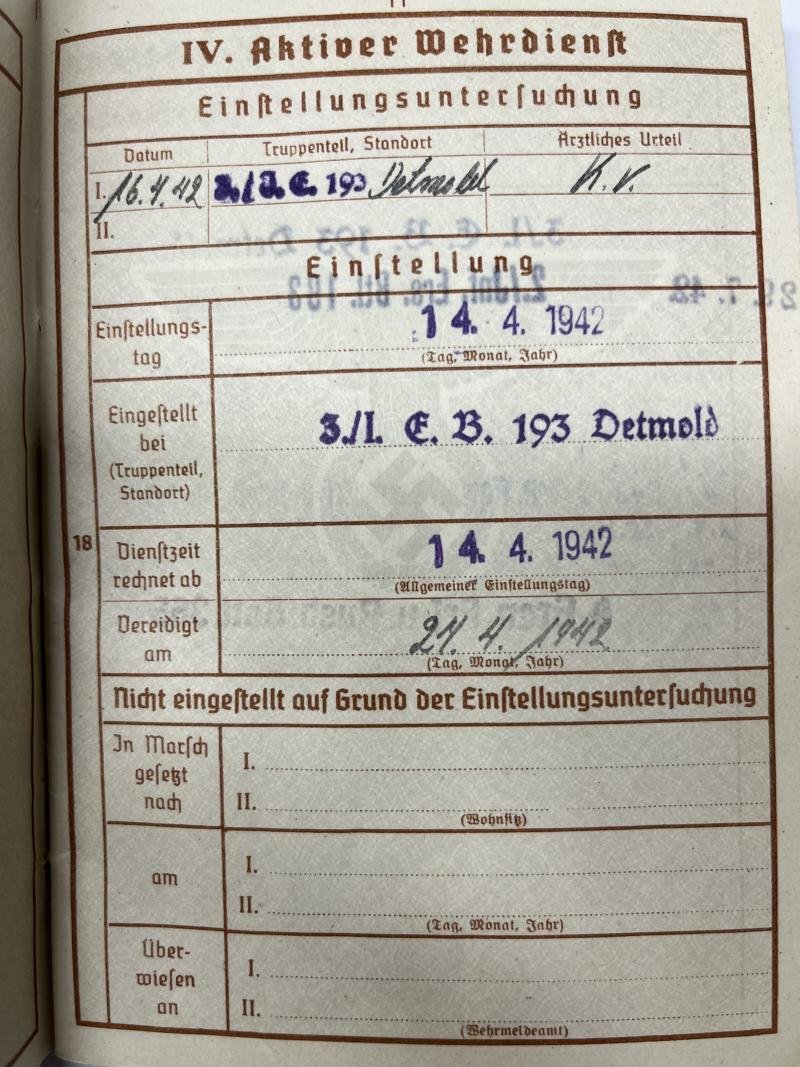 IV. Aktiver Wehrdienst
Einstellungsuntersuchung
Datum Truppenteil, Standort Ärztliches Urteil
I. 16.4.42 3./I. E. 193 Detmold K.v.
II.
Einstellung
Einstellungs-
tag
14. 4. 1942
(Tag, Monat, Jahr)
Eingestellt
bei
(Truppenteil,
Standort)
3./I. E. B. 193 Detmold
18
Dienstzeit
rechnet ab
14. 4. 1942
(Allgemeiner Einstellungstag)
Vereidigt
am
4. 1942
(Tag, Monat, Jahr)
Nicht eingestellt auf Grund der Einstellungsuntersuchung
In Marsch
gesetzt
nach
I.
II.
(Wohnsitz)
am
I.
II.
(Tag, Monat, Jahr)
Über-
wiesen
an
I.
II.
(Wehrmeldeamt)